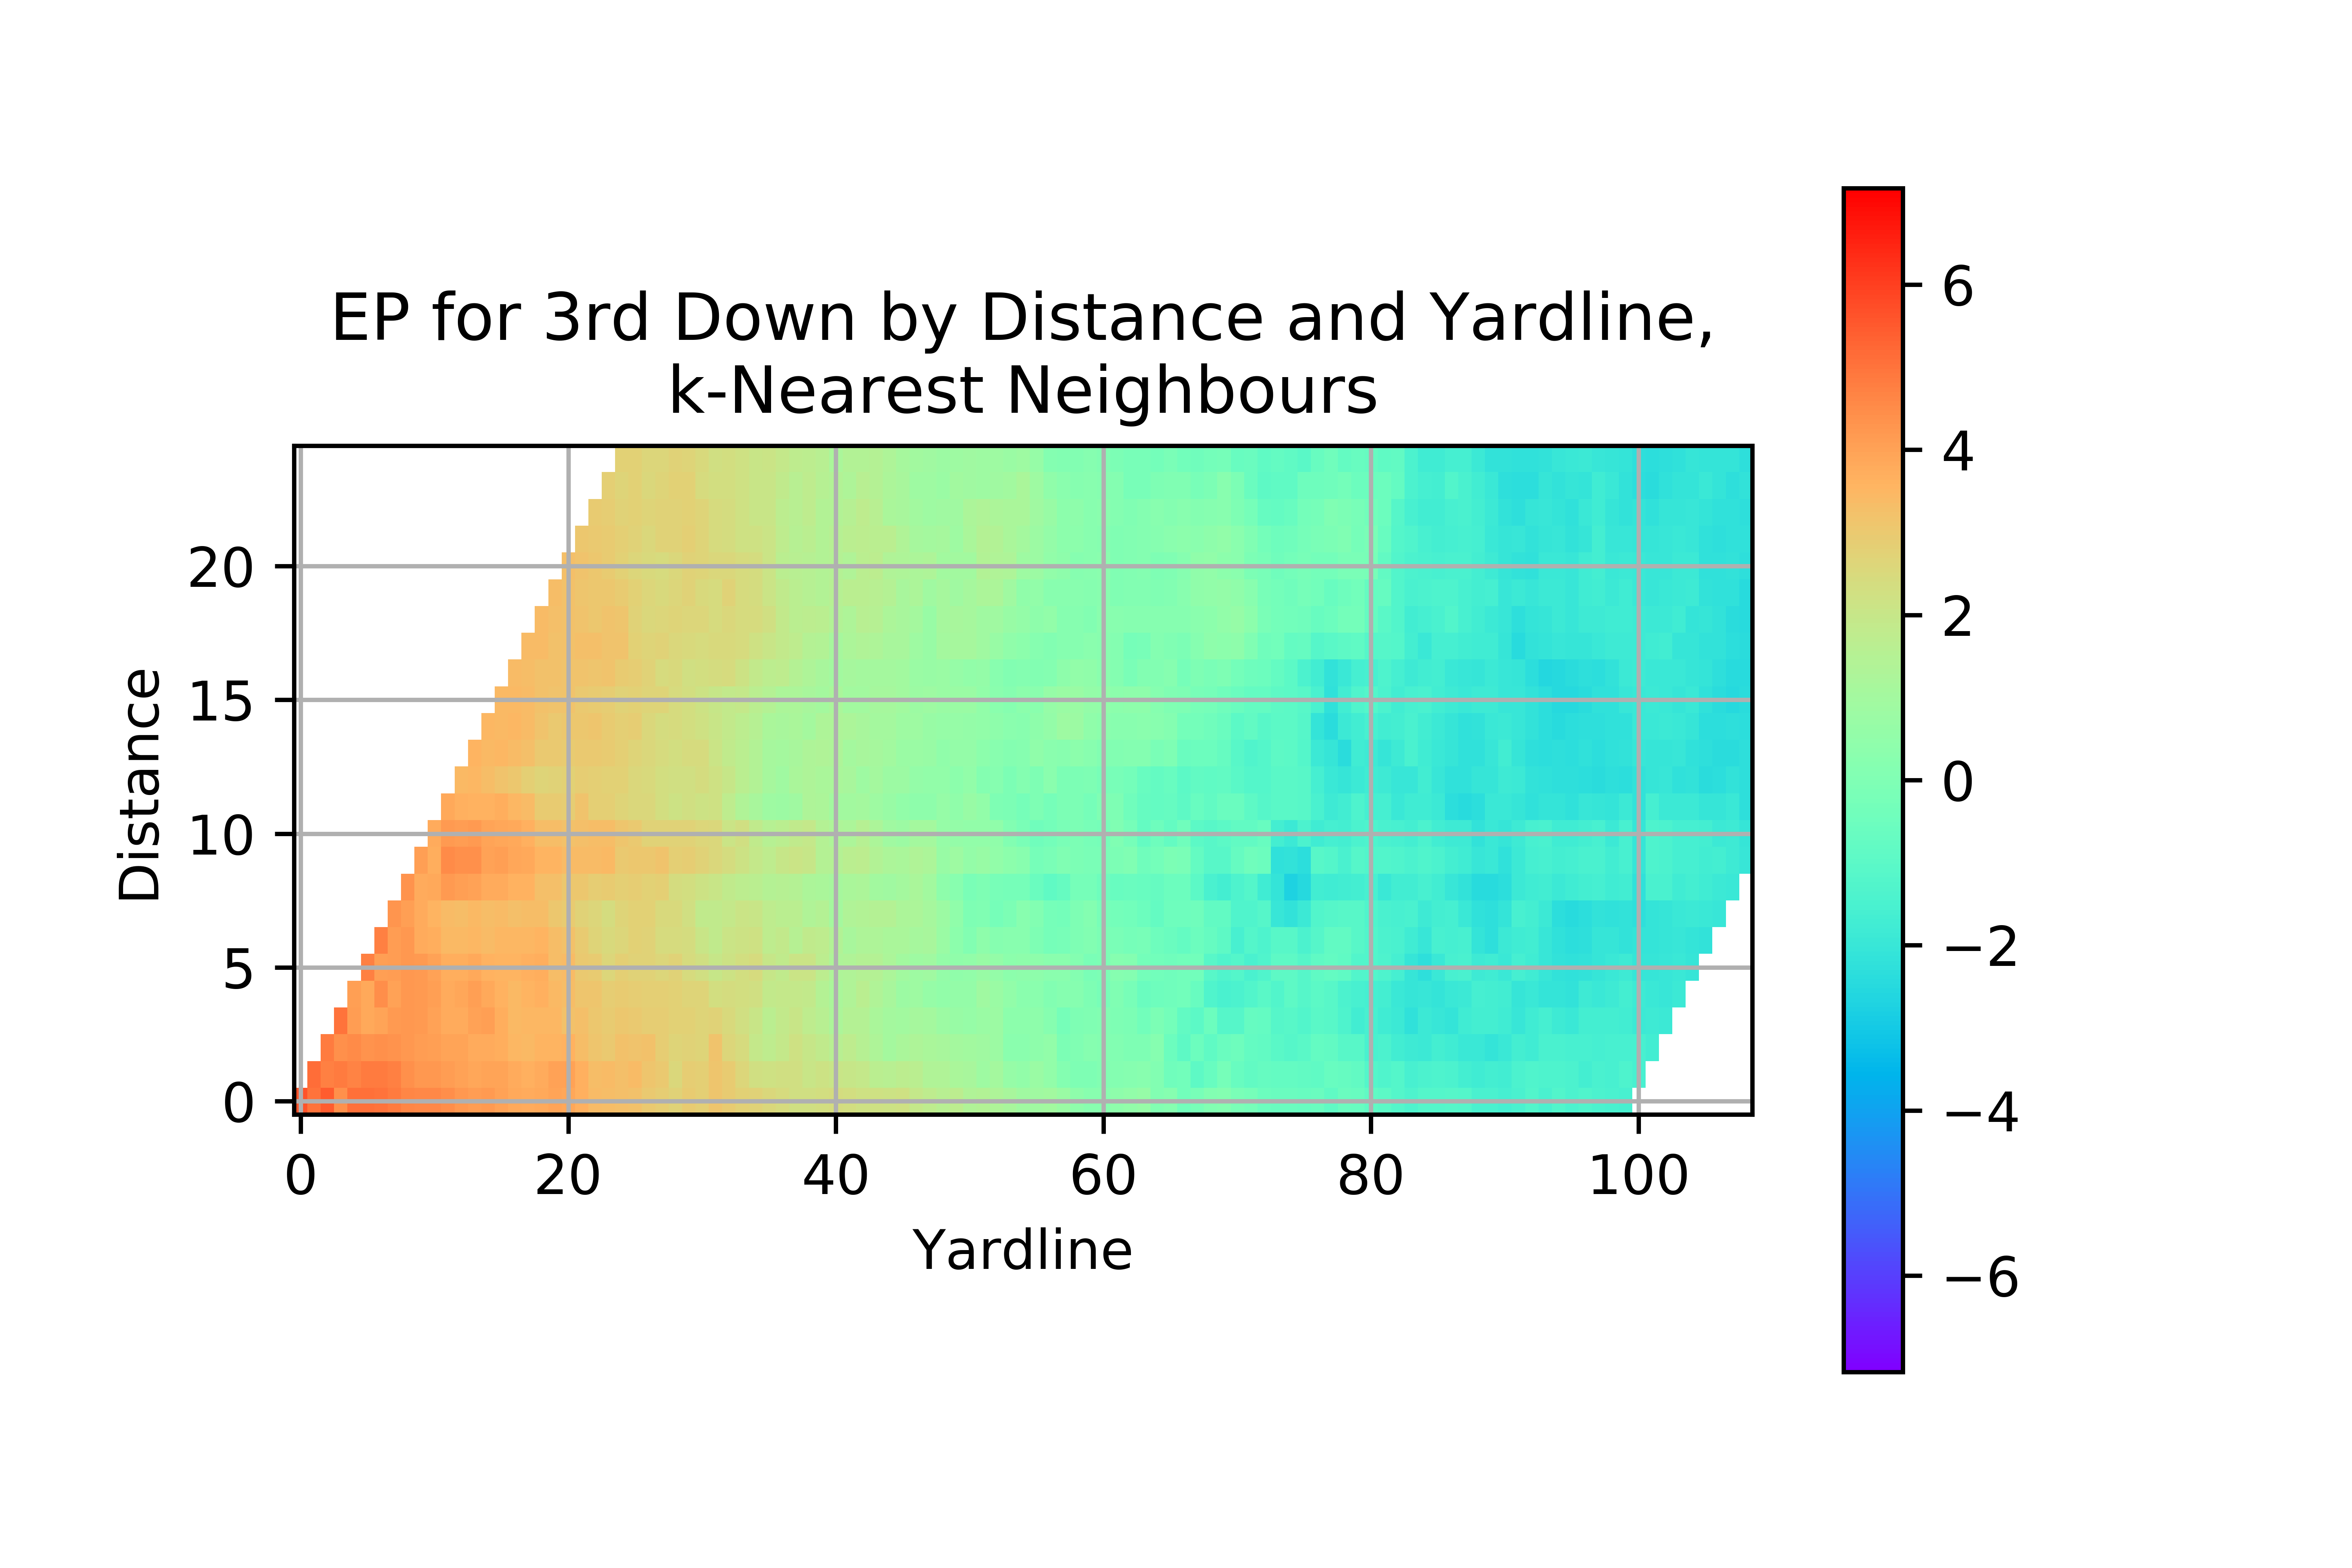 EP for 3rd Down by Distance and Yardline,
k-Nearest Neighbours
Distance
20
15
10
5
0
0 20 40 60 80 100
Yardline
6
4
2
0
−2
−4
−6